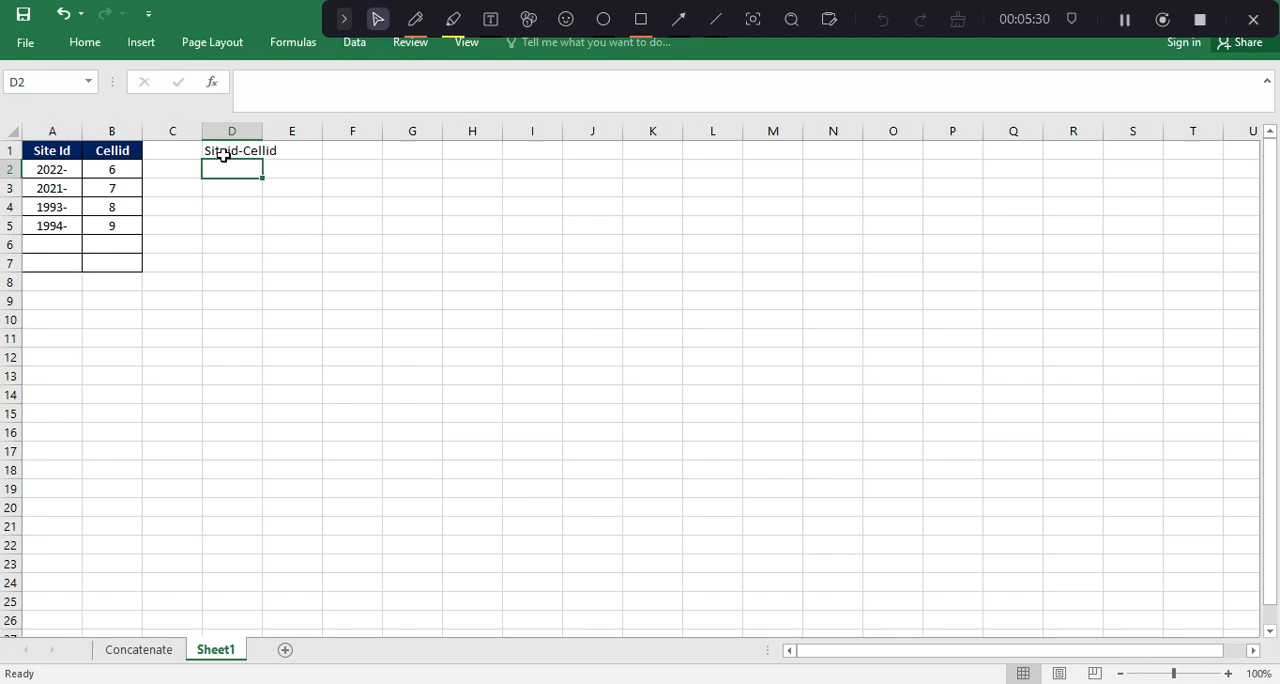 00:05:30
File Home Insert Page Layout Formulas Data Review View Tell me what you want to do... Sign in Share
D2 fx
A B C D E F G H I J K L M N O P Q R S T U
1 Site Id Cellid
2 2022- 6
3 2021- 7
4 1993- 8
5 1994- 9
6
7
8
9
10
11
12
13
14
15
16
17
18
19
20
21
22
23
24
25
26
Concatenate Sheet1
Ready 100%